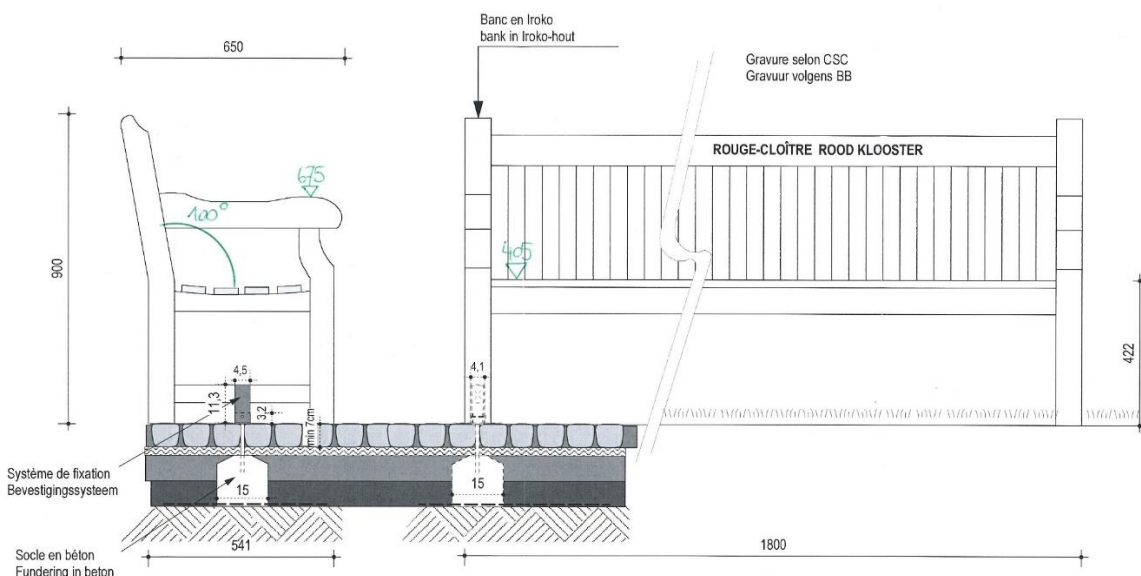 Banc en Iroko
bank in Iroko-hout
650
Gravure selon CSC
Gravuur volgens BB
ROUGE-CLOÎTRE ROOD KLOOSTER
675
100°
405
900
422
4,5
4,1
11,3
3,2
min 7cm
Système de fixation
Bevestigingssysteem
15
15
541
1800
Socle en béton
Fundering in beton